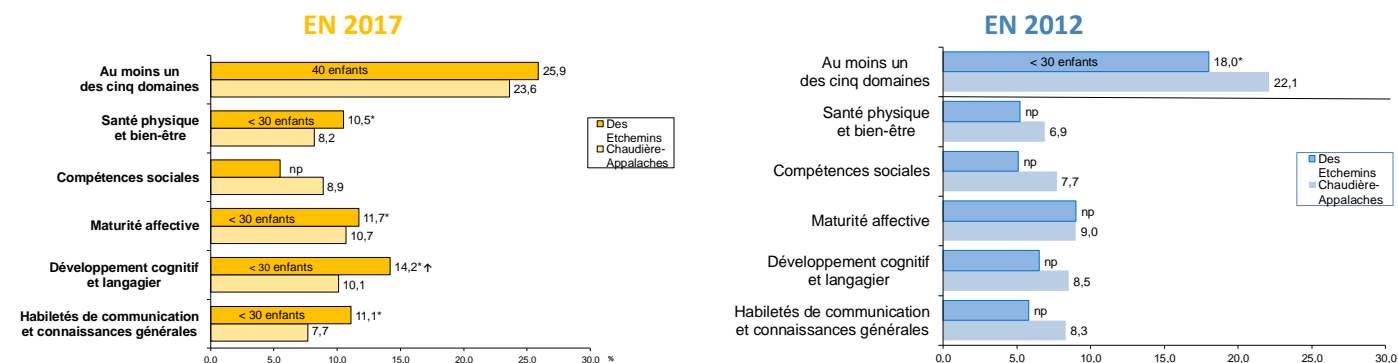 EN 2017
Au moins un
des cinq domaines
40 enfants
25,9
23,6
Santé physique
et bien-être
< 30 enfants
10,5*
8,2
Compétences sociales
np
8,9
Maturité affective
< 30 enfants
11,7*
10,7
Développement cognitif
et langagier
< 30 enfants
14,2*↑
10,1
Habiletés de communication
et connaissances générales
< 30 enfants
11,1*
7,7
0,0 5,0 10,0 15,0 20,0 25,0 30,0 %
Des
Etchemins
Chaudière-
Appalaches
EN 2012
Au moins un
des cinq domaines
< 30 enfants
18,0*
22,1
Santé physique
et bien-être
np
6,9
Compétences sociales
np
7,7
Maturité affective
np
9,0
Développement cognitif
et langagier
np
8,5
Habiletés de communication
et connaissances générales
np
8,3
0,0 5,0 10,0 15,0 20,0 25,0 30,0
Des
Etchemins
Chaudière-
Appalaches